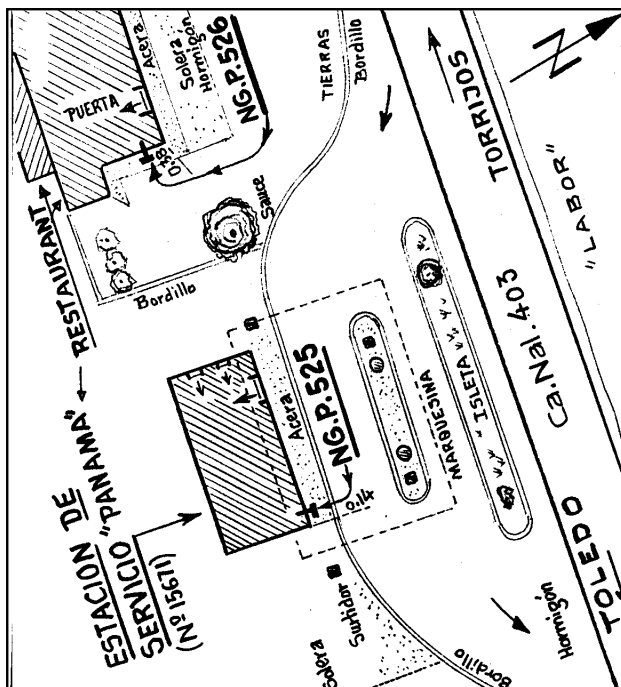 Acera
Solera
Hormigón
NG.P.526
PUERTA
0.38
TIERRAS
Bordillo
TORRIJOS
N
"LABOR"
Sauce
RESTAURANT
Bordillo
Ca.Nal.403
"ISLETA"
MARQUESINA
NG.P.525
Acera
0.14
ESTACION DE
SERVICIO "PANAMA"
(Nº 15671)
Surtidor
Solera
Bordillo
Hormigón
TOLEDO